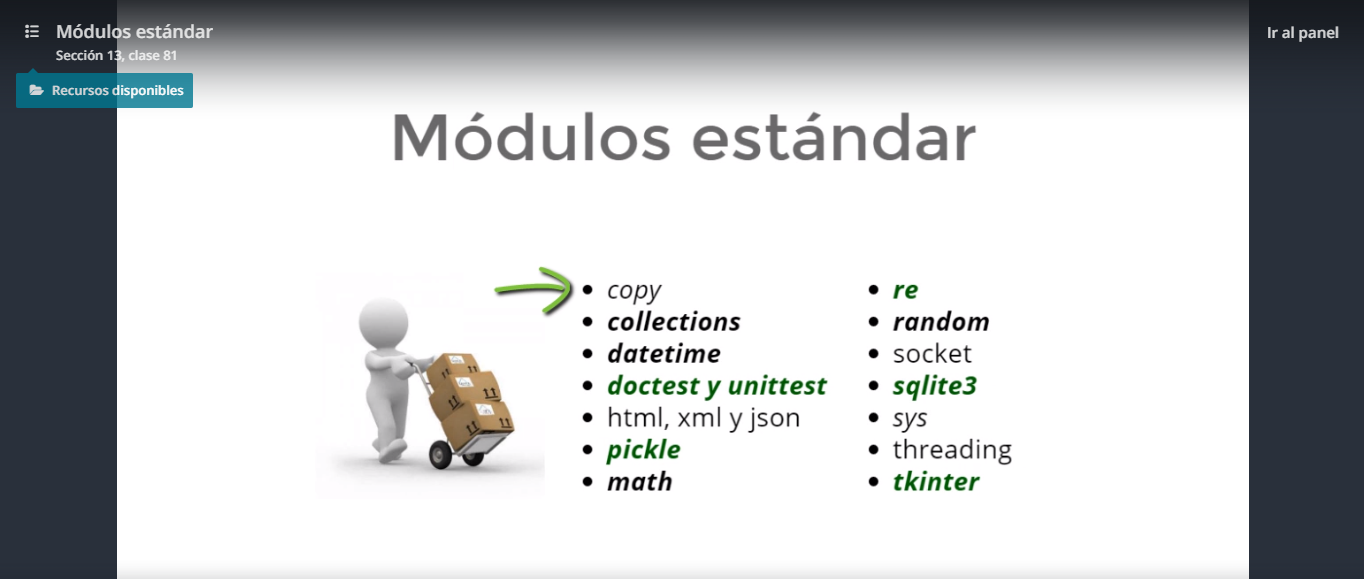 Módulos estándar
Ir al panel
Sección 13, clase 81
Recursos disponibles
Módulos estándar
copy
collections
datetime
doctest y unittest
html, xml y json
pickle
math
re
random
socket
sqlite3
sys
threading
tkinter